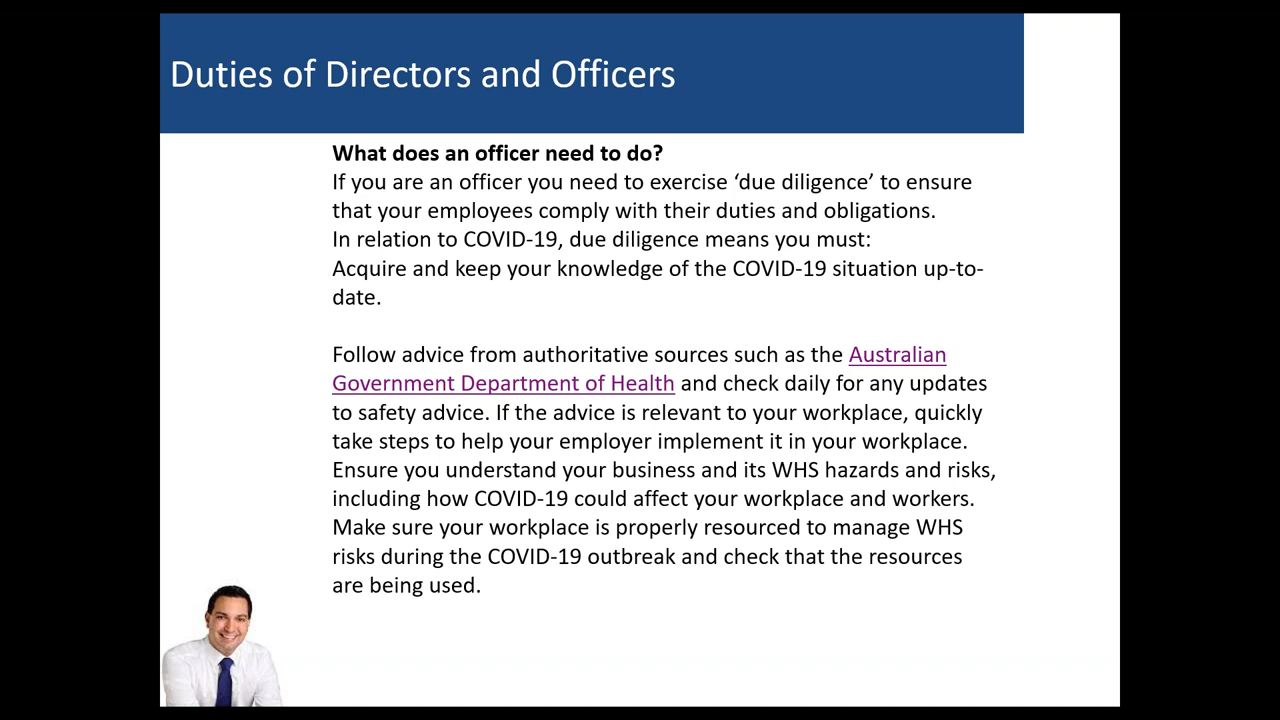 Duties of Directors and Officers
What does an officer need to do?
If you are an officer you need to exercise ‘due diligence’ to ensure
that your employees comply with their duties and obligations.
In relation to COVID-19, due diligence means you must:
Acquire and keep your knowledge of the COVID-19 situation up-to-
date.
Follow advice from authoritative sources such as the Australian
Government Department of Health and check daily for any updates
to safety advice. If the advice is relevant to your workplace, quickly
take steps to help your employer implement it in your workplace.
Ensure you understand your business and its WHS hazards and risks,
including how COVID-19 could affect your workplace and workers.
Make sure your workplace is properly resourced to manage WHS
risks during the COVID-19 outbreak and check that the resources
are being used.